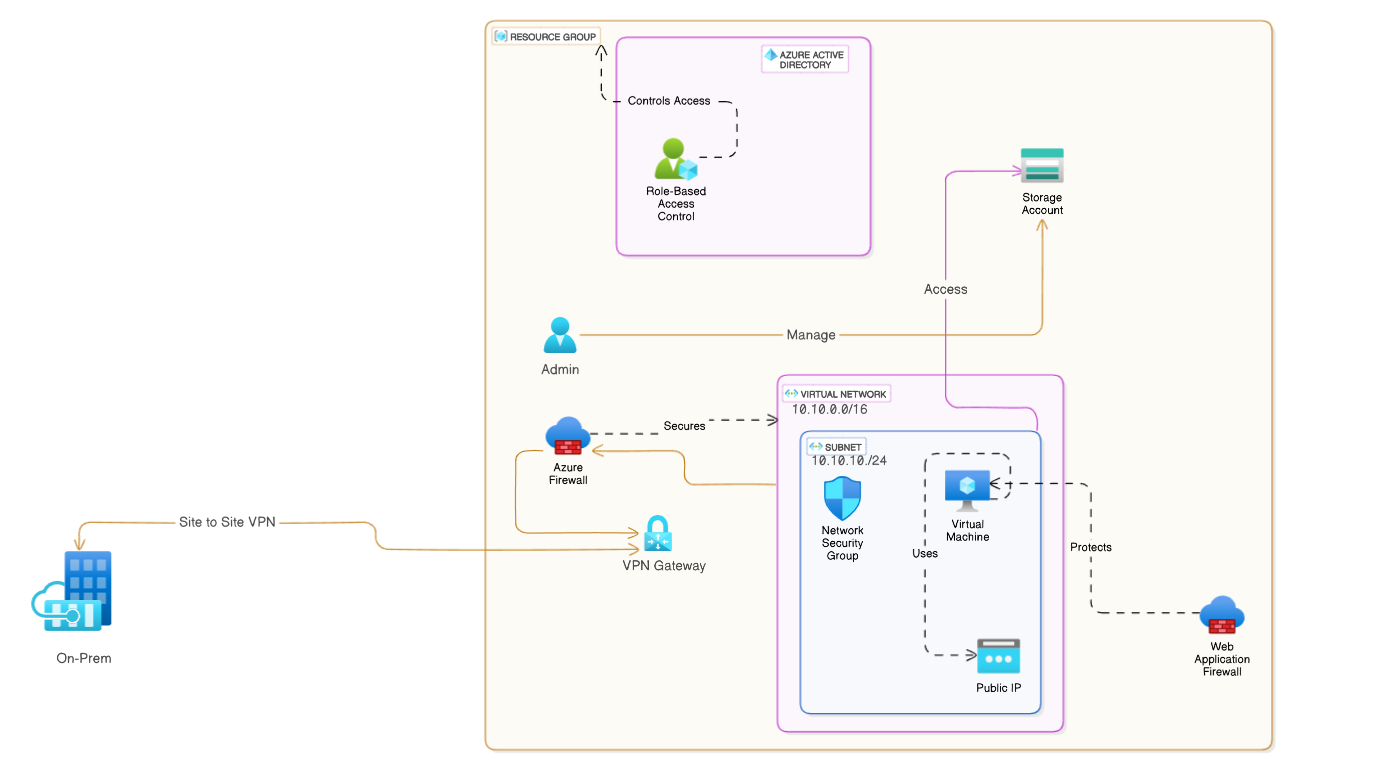 RESOURCE GROUP
AZURE ACTIVE
DIRECTORY
Controls Access
Role-Based
Access
Control
Storage
Account
Access
Manage
Admin
VIRTUAL NETWORK
10.10.0.0/16
Secures
SUBNET
10.10.10./24
Azure
Firewall
Network
Security
Group
Virtual
Machine
Uses
Protects
Site to Site VPN
VPN Gateway
On-Prem
Public IP
Web
Application
Firewall